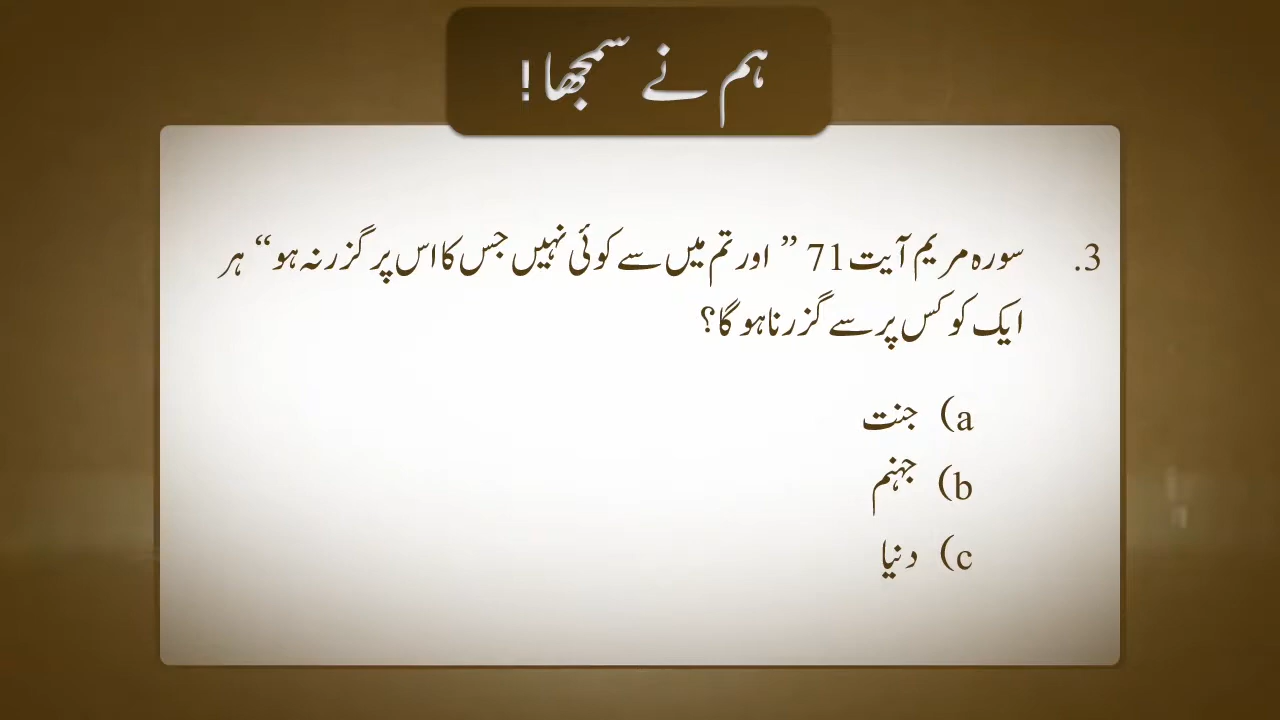 ہم نے سمجھا!
3. سورہ مریم آیت 71 ” اور تم میں سے کوئی نہیں جس کا اس پر گزر نہ ہو “ ہر
ایک کو کس پر سے گزرنا ہو گا؟
a) جنت
b) جہنم
c) دنیا